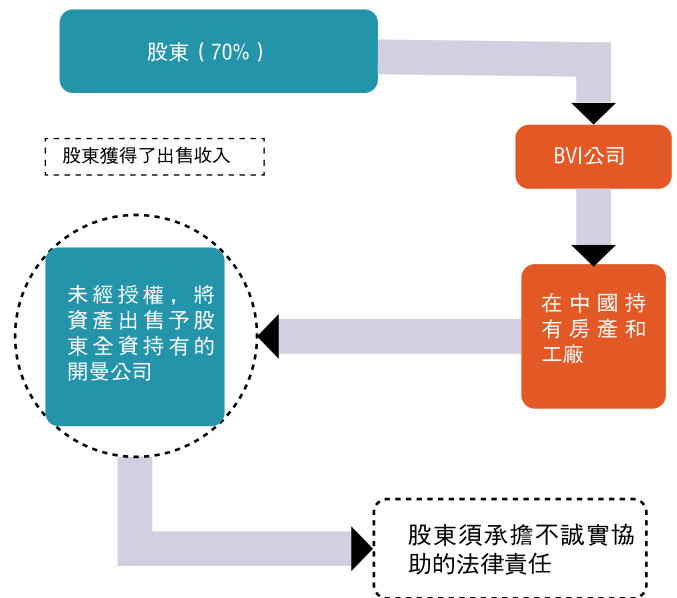 股東（70%）
BVI公司
股東獲得了出售收入
未經授權，將
資產出售予股
東全資持有的
開曼公司
在中國持
有房產和
工廠
股東須承擔不誠實協
助的法律責任